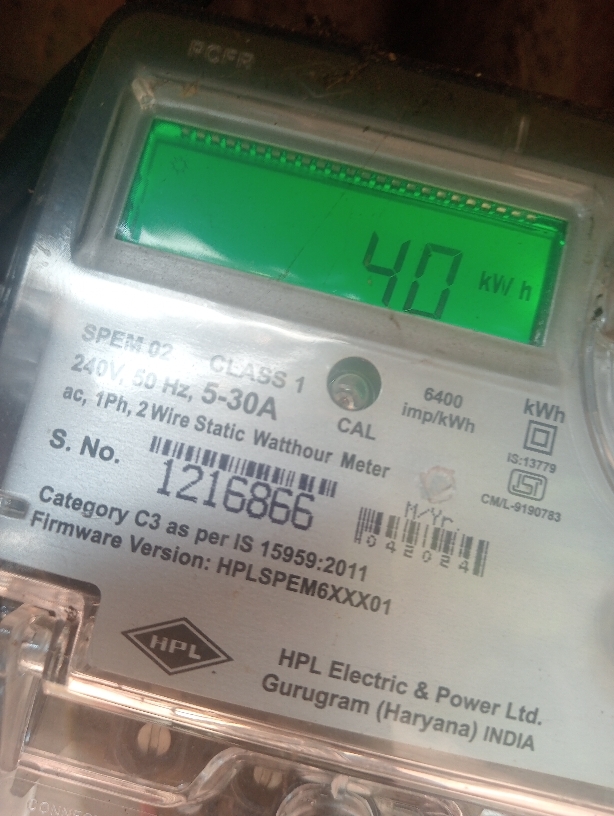 PCFR
40 kWh
SPEM 02 CLASS 1
240V, 50 Hz, 5-30A
ac, 1Ph, 2 Wire Static Watthour Meter
CAL
6400
imp/kWh
kWh
IS:13779
ISI
CM/L-9190783
S. No.
1216866
M/Yr.
042024
Category C3 as per IS 15959:2011
Firmware Version: HPLSPEM6XXX01
HPL
HPL Electric & Power Ltd.
Gurugram (Haryana) INDIA